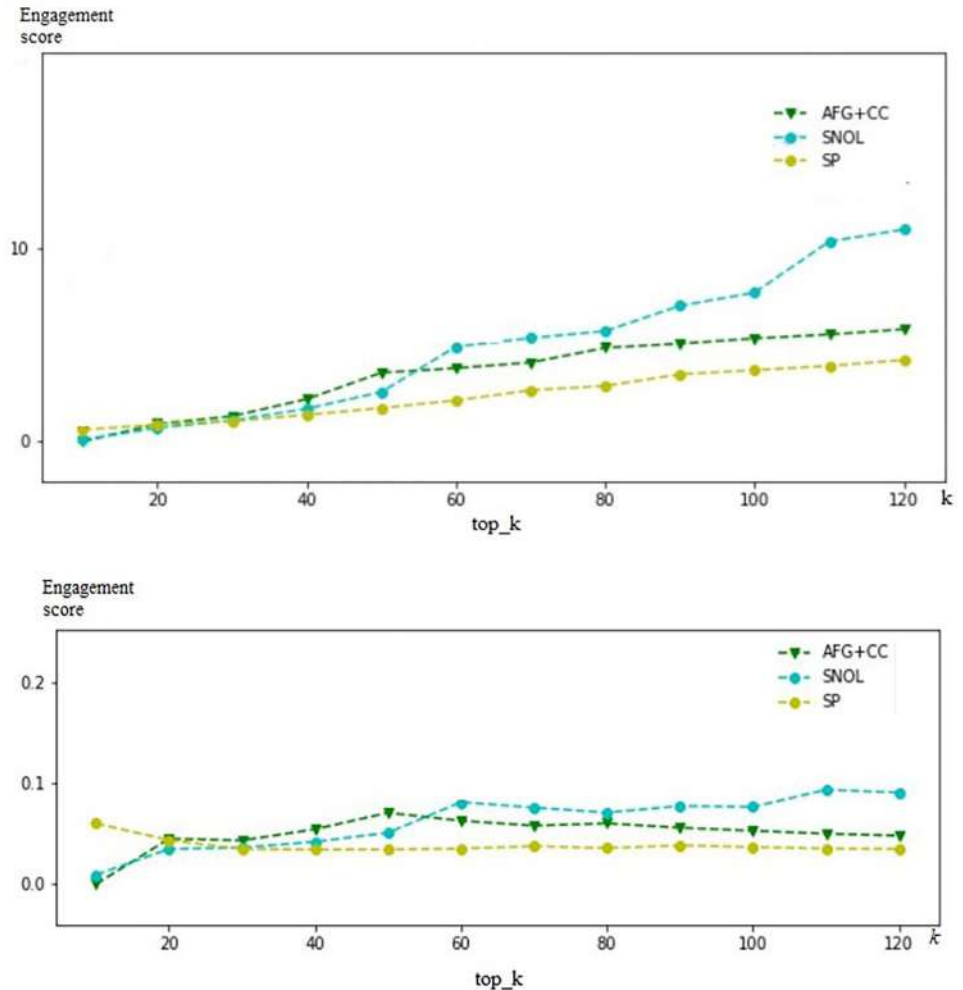 Engagement
score
AFG+CC
SNOL
SP
10
0
20 40 60 80 100 120 k
top_k
Engagement
score
AFG+CC
SNOL
SP
0.2
0.1
0.0
20 40 60 80 100 120 k
top_k